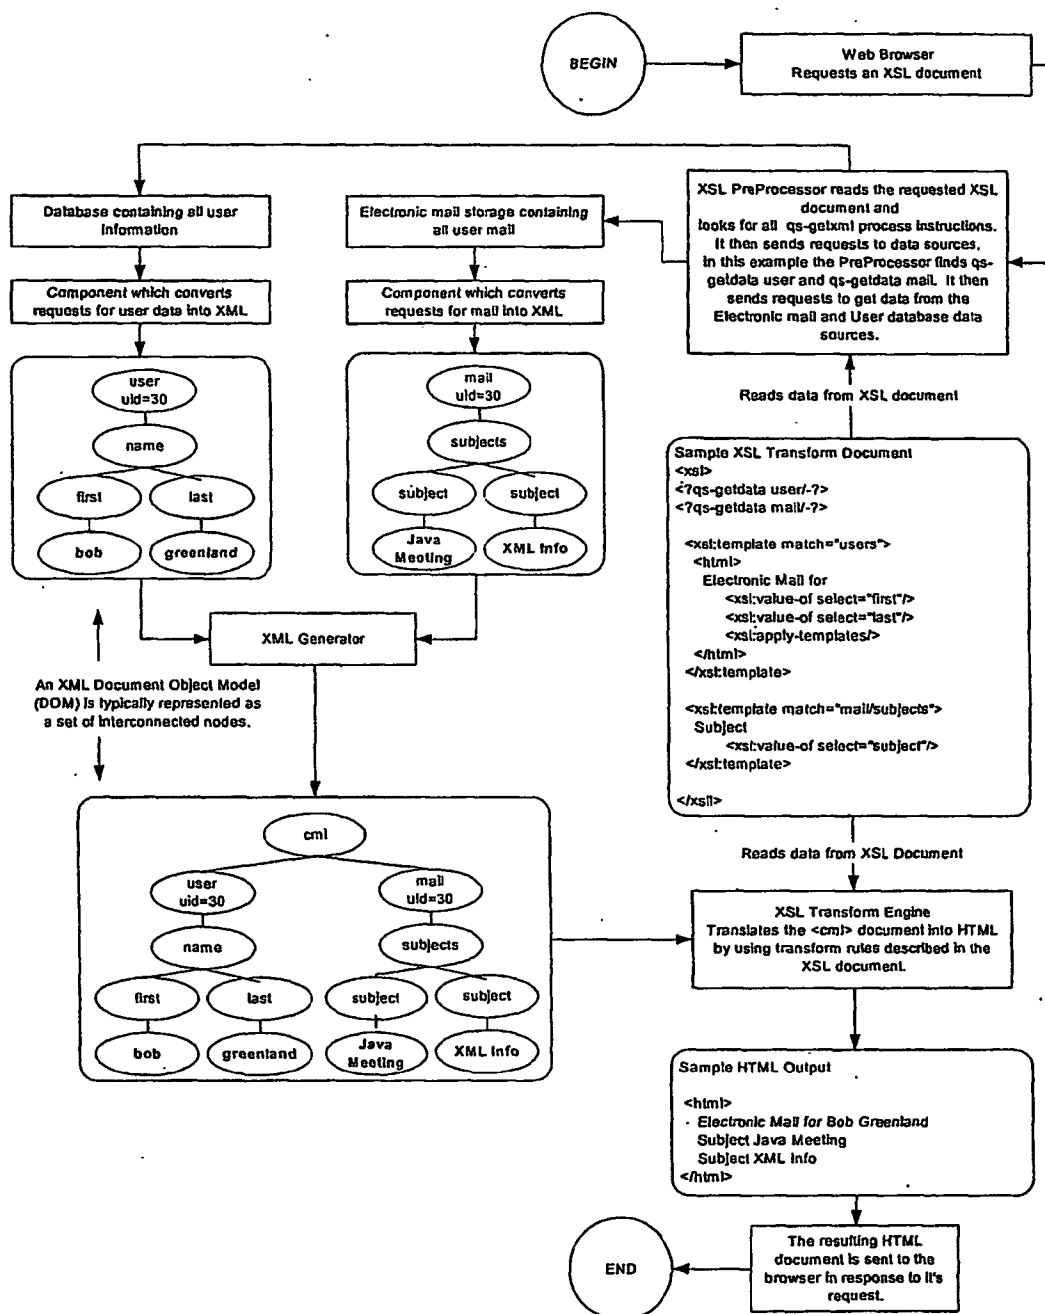 BEGIN
Web Browser
Requests an XSL document
XSL PreProcessor reads the requested XSL
document and
looks for all qs-getxml process instructions.
It then sends requests to data sources.
In this example the PreProcessor finds qs-
getdata user and qs-getdata mail. It then
sends requests to get data from the
Electronic mail and User database data
sources.
Database containing all user
Information
Electronic mail storage containing
all user mail
Component which converts
requests for user data into XML
Component which converts
requests for mail into XML
user
uid=30
name
first
last
bob
greenland
mail
uid=30
subjects
subject
subject
Java
Meeting
XML Info
Reads data from XSL document
Sample XSL Transform Document
<xsl>
<?qs-getdata user/-?>
<?qs-getdata mail/-?>
<xsl:template match="users">
<html>
Electronic Mail for
<xsl:value-of select="first"/>
<xsl:value-of select="last"/>
<xsl:apply-templates/>
</html>
</xsl:template>
<xsl:template match="mail/subjects">
Subject
<xsl:value-of select="subject"/>
</xsl:template>
</xsl>
XML Generator
An XML Document Object Model
(DOM) is typically represented as
a set of interconnected nodes.
cml
user
uid=30
mail
uid=30
name
subjects
first
last
subject
subject
bob
greenland
Java
Meeting
XML Info
Reads data from XSL Document
XSL Transform Engine
Translates the <cml> document into HTML
by using transform rules described in the
XSL document.
Sample HTML Output
<html>
Electronic Mail for Bob Greenland
Subject Java Meeting
Subject XML Info
</html>
The resulting HTML
document is sent to the
browser in response to it's
request.
END